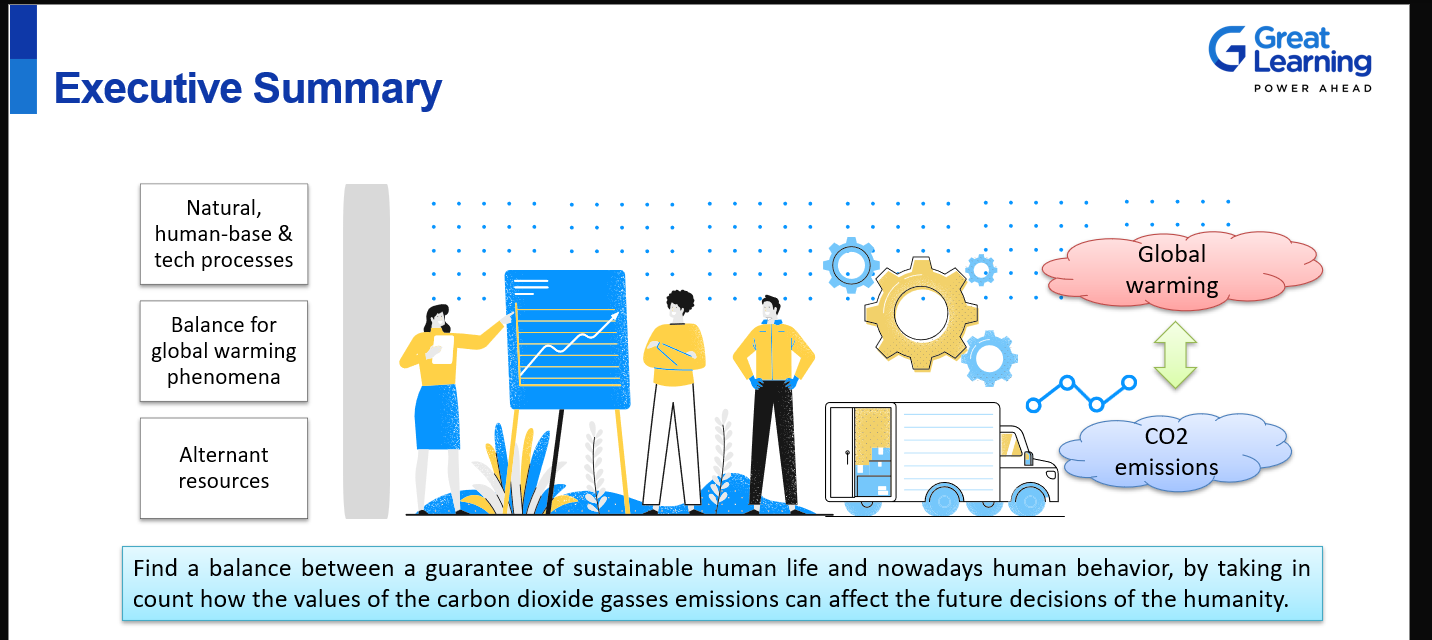 Great
Learning
POWER AHEAD
Executive Summary
Natural,
human-base &
tech processes
Balance for
global warming
phenomena
Alternant
resources
Global
warming
CO2
emissions
Find a balance between a guarantee of sustainable human life and nowadays human behavior, by taking in
count how the values of the carbon dioxide gasses emissions can affect the future decisions of the humanity.